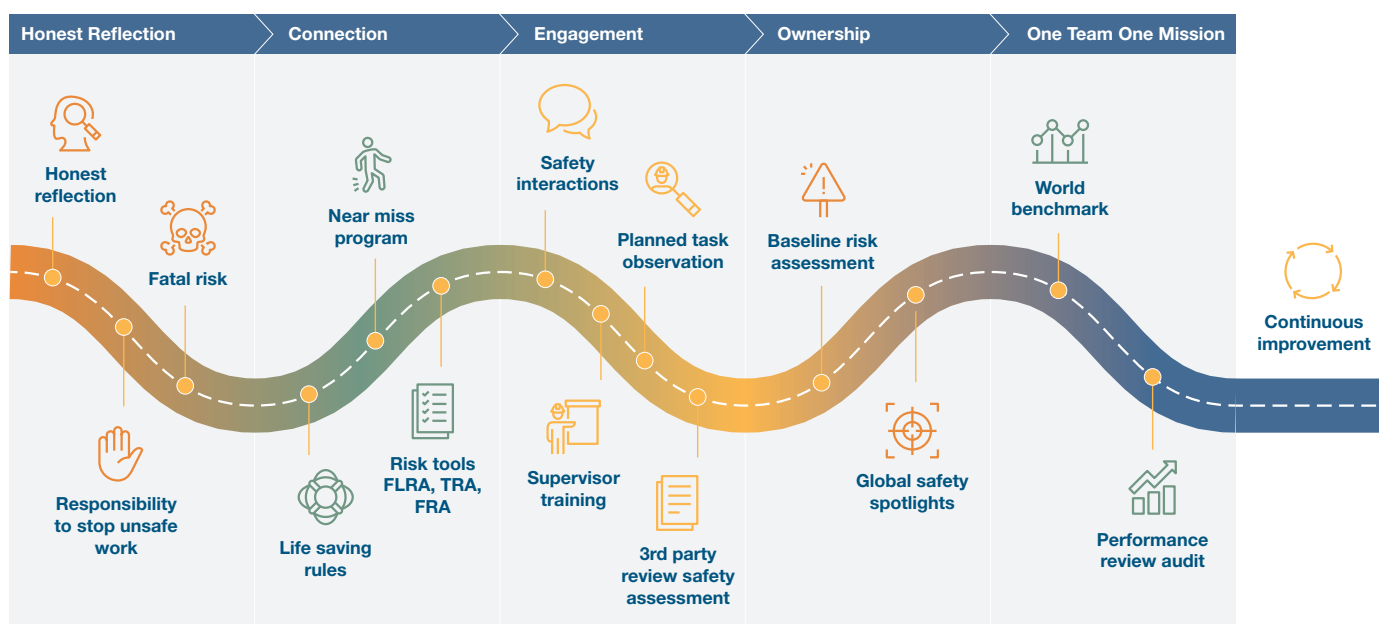 Honest Reflection
Connection
Engagement
Ownership
One Team One Mission
Honest
reflection
Responsibility
to stop unsafe
work
Fatal risk
Life saving
rules
Near miss
program
Risk tools
FLRA, TRA,
FRA
Safety
interactions
Supervisor
training
Planned task
observation
3rd party
review safety
assessment
Baseline risk
assessment
Global safety
spotlights
World
benchmark
Performance
review audit
Continuous
improvement